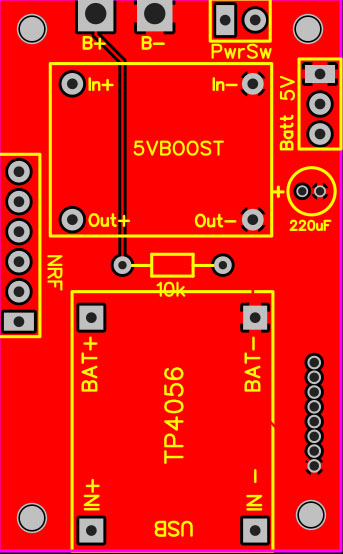 B+ B-
PwrSw
In+ In-
5V
Batt
5VBOOST
+
Out+ Out-
220uF
NRF
10k
BAT+ BAT-
TP4056
IN+ IN -
USB